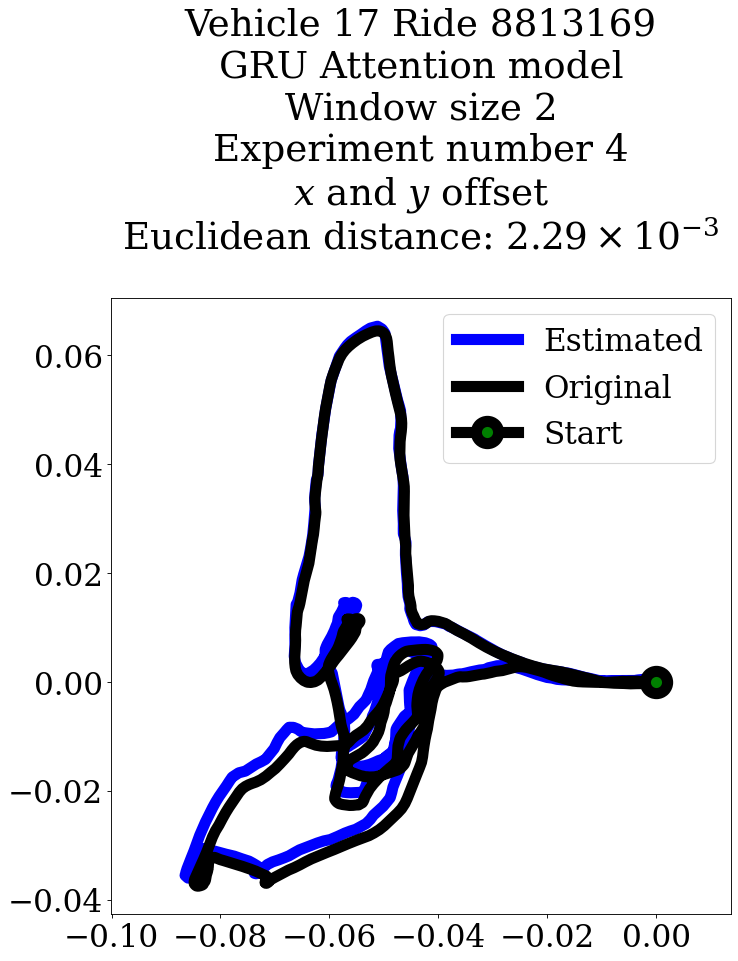 Vehicle 17 Ride 8813169
GRU Attention model
Window size 2
Experiment number 4
x and y offset
Euclidean distance: 2.29 × 10⁻³
Estimated
Original
Start
0.06
0.04
0.02
0.00
−0.02
−0.04
−0.10 −0.08 −0.06 −0.04 −0.02 0.00